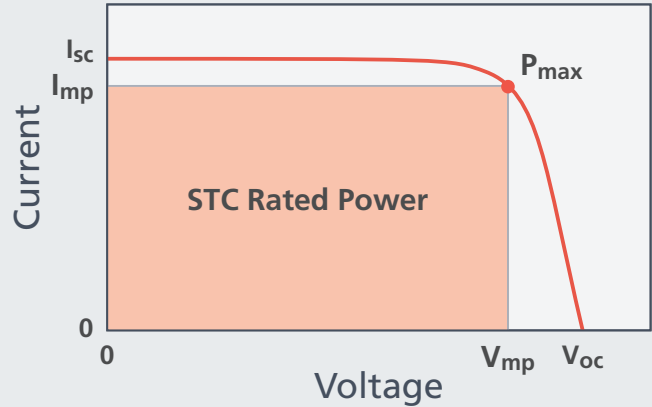 Isc
Pmax
Imp
Current
STC Rated Power
0
0
Vmp
Voc
Voltage